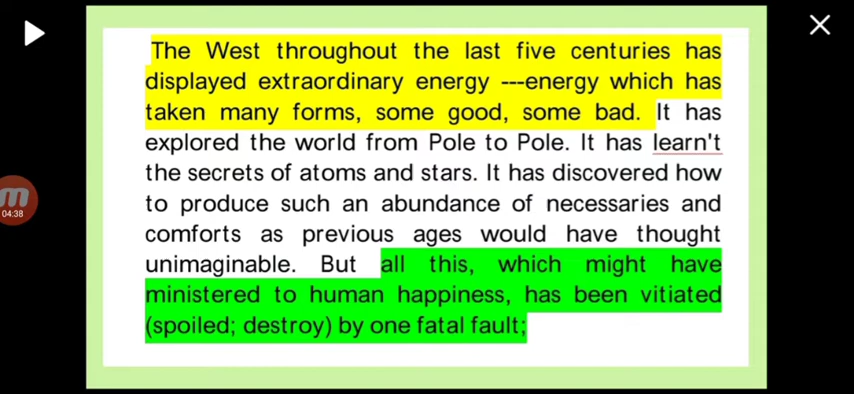 The West throughout the last five centuries has
displayed extraordinary energy ---energy which has
taken many forms, some good, some bad. It has
explored the world from Pole to Pole. It has learn't
the secrets of atoms and stars. It has discovered how
to produce such an abundance of necessaries and
comforts as previous ages would have thought
unimaginable. But all this, which might have
ministered to human happiness, has been vitiated
(spoiled; destroy) by one fatal fault;
m
04:38